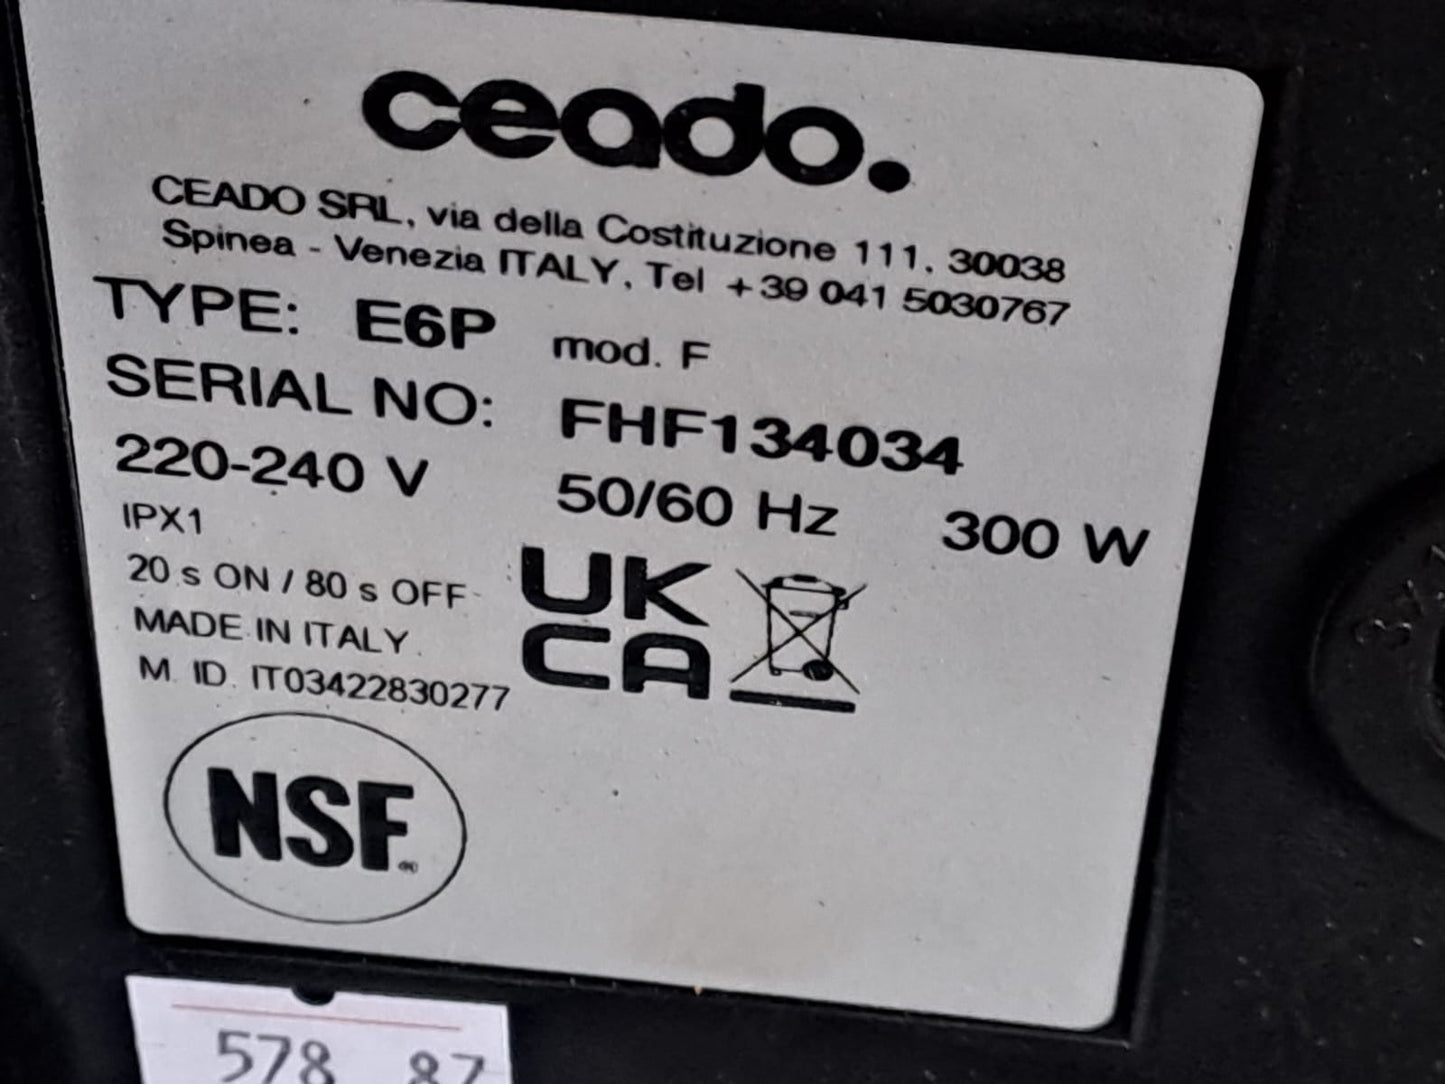 ceado.
CEADO SRL, via della Costituzione 111, 30038
Spinea - Venezia ITALY, Tel +39 041 5030767
TYPE: E6P mod. F
SERIAL NO: FHF134034
220-240 V 50/60 Hz 300 W
IPX1
20 s ON / 80 s OFF
MADE IN ITALY
M. ID. IT03422830277
UK
CA
NSF®
578 87